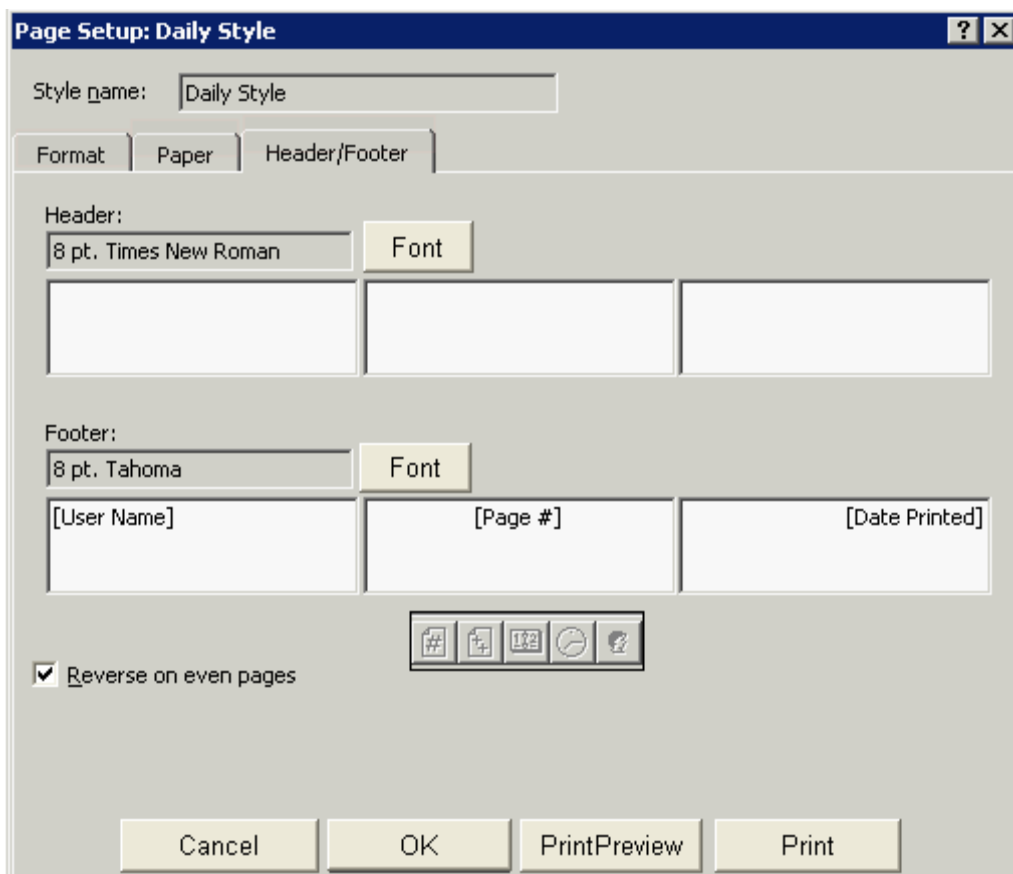 Page Setup: Daily Style
Style name: Daily Style
Format Paper Header/Footer
Header:
8 pt. Times New Roman Font
Footer:
8 pt. Tahoma Font
[User Name] [Page #] [Date Printed]
Reverse on even pages
Cancel OK PrintPreview Print